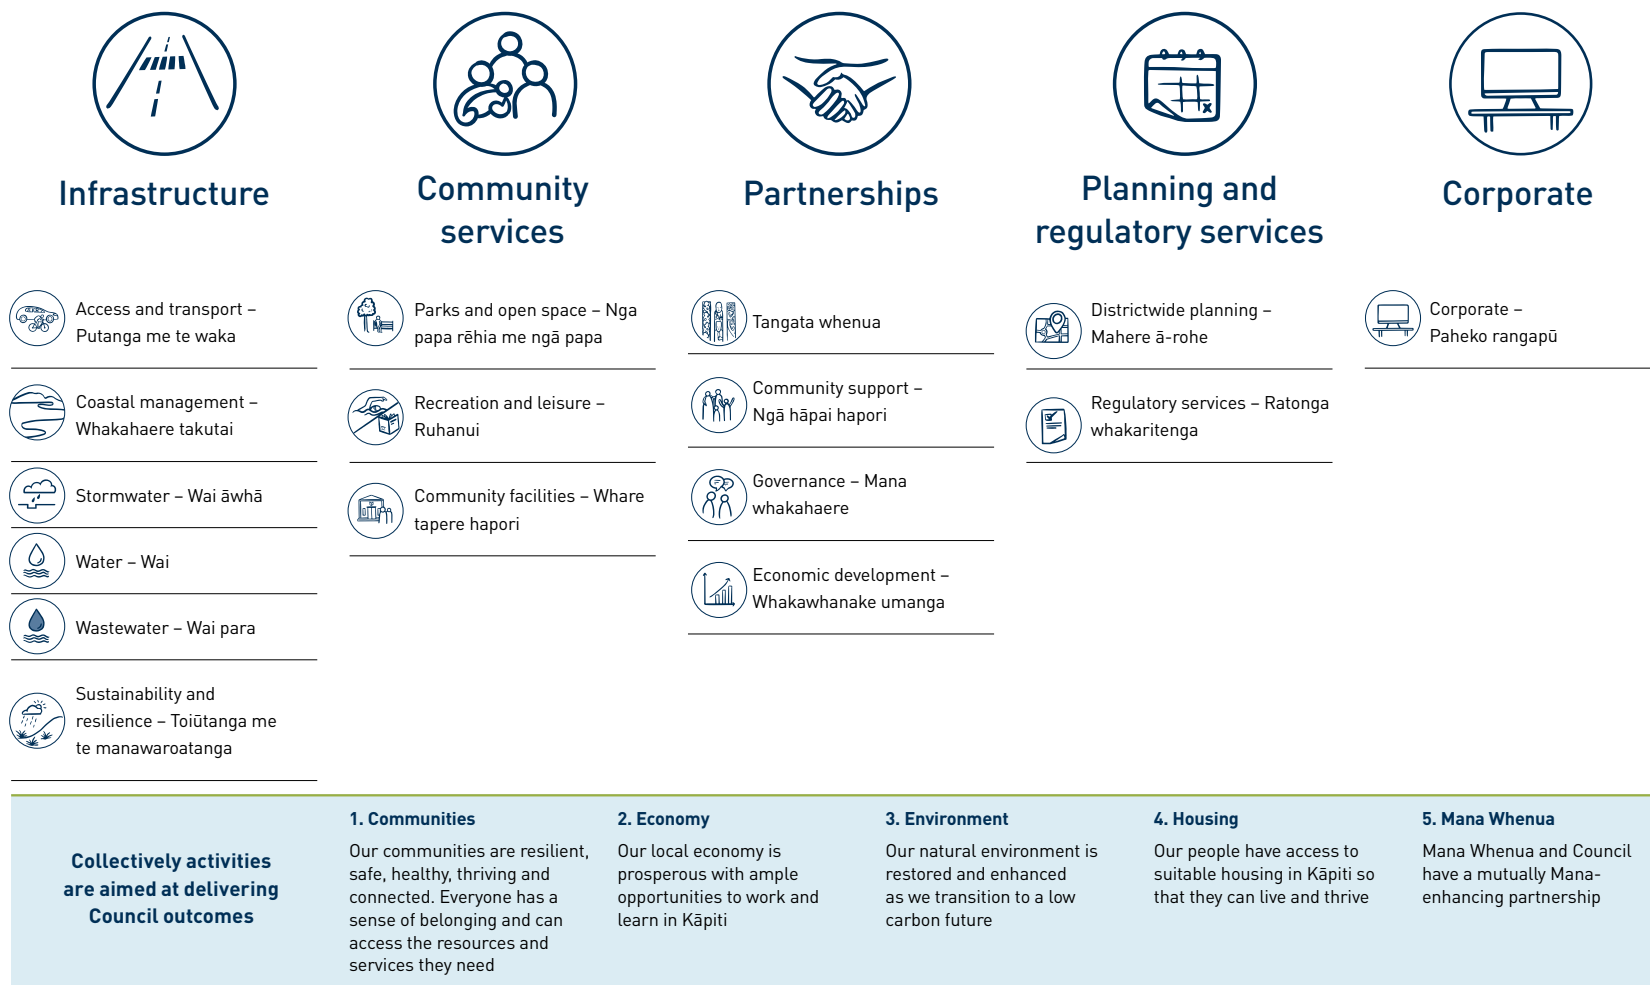 Infrastructure
Access and transport –
Putanga me te waka
Coastal management –
Whakahaere takutai
Stormwater – Wai āwhā
Water – Wai
Wastewater – Wai para
Sustainability and
resilience – Toiūtanga me
te manawaroatanga
Community
services
Parks and open space – Nga
papa rēhia me ngā papa
Recreation and leisure –
Ruhanui
Community facilities – Whare
tapere hapori
Partnerships
Tangata whenua
Community support –
Ngā hāpai hapori
Governance – Mana
whakahaere
Economic development –
Whakawhanake umanga
Planning and
regulatory services
Districtwide planning –
Mahere ā-rohe
Regulatory services – Ratonga
whakaritenga
Corporate
Corporate –
Paheko rangapū
Collectively activities
are aimed at delivering
Council outcomes
1. Communities
Our communities are resilient,
safe, healthy, thriving and
connected. Everyone has a
sense of belonging and can
access the resources and
services they need
2. Economy
Our local economy is
prosperous with ample
opportunities to work and
learn in Kāpiti
3. Environment
Our natural environment is
restored and enhanced
as we transition to a low
carbon future
4. Housing
Our people have access to
suitable housing in Kāpiti so
that they can live and thrive
5. Mana Whenua
Mana Whenua and Council
have a mutually Mana-
enhancing partnership